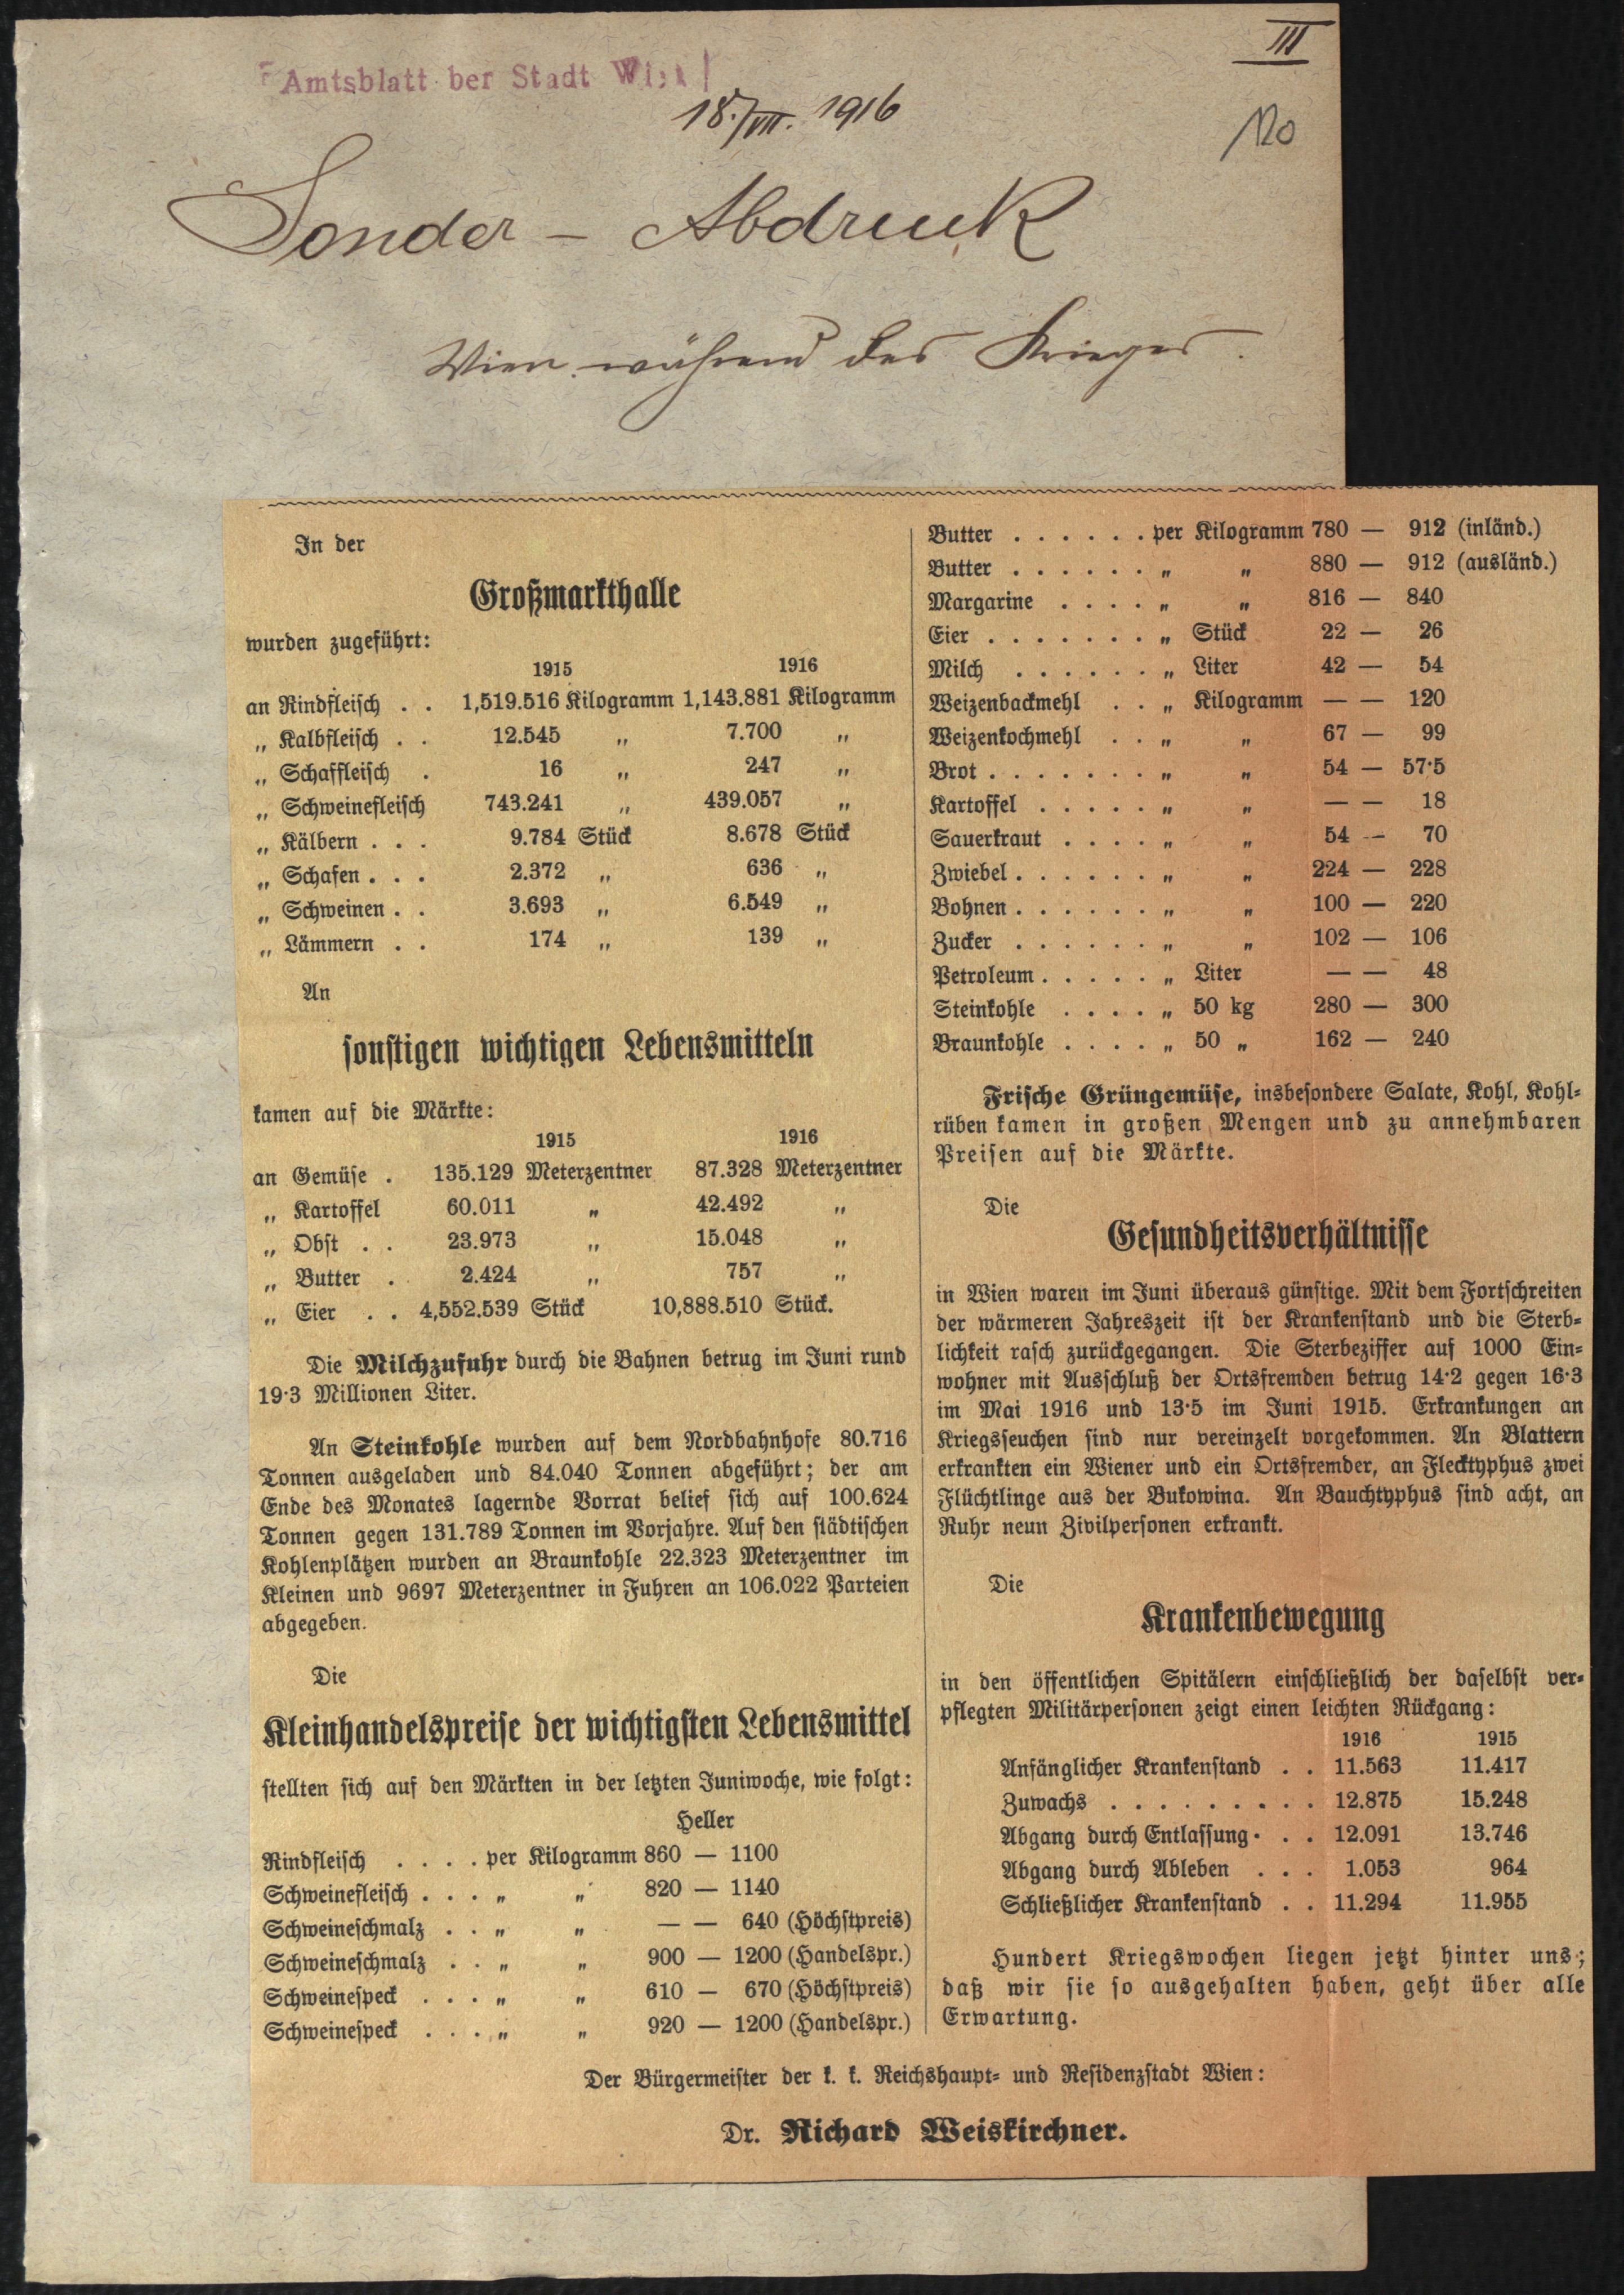 III
Amtsblatt der Stadt Wien
18./VII. 1916
120
Sonder - Abdruck
Wien während des Krieges.
In der
Großmarkthalle
wurden zugeführt:
1915 1916
an Rindfleisch . . 1,519.516 Kilogramm 1,143.881 Kilogramm
„ Kalbfleisch . . 12.545 „ 7.700 „
„ Schaffleisch . 16 „ 247 „
„ Schweinefleisch 743.241 „ 439.057 „
„ Kälbern . . . 9.784 Stück 8.678 Stück
„ Schafen . . . 2.372 „ 636 „
„ Schweinen . . 3.693 „ 6.549 „
„ Lämmern . . 174 „ 139 „
An
sonstigen wichtigen Lebensmitteln
kamen auf die Märkte:
1915 1916
an Gemüse . 135.129 Meterzentner 87.328 Meterzentner
„ Kartoffel 60.011 „ 42.492 „
„ Obst . . 23.973 „ 15.048 „
„ Butter . 2.424 „ 757 „
„ Eier . . 4,552.539 Stück 10,888.510 Stück.
Die Milchzufuhr durch die Bahnen betrug im Juni rund
19·3 Millionen Liter.
An Steinkohle wurden auf dem Nordbahnhofe 80.716
Tonnen ausgeladen und 84.040 Tonnen abgeführt; der am
Ende des Monates lagernde Vorrat belief sich auf 100.624
Tonnen gegen 131.789 Tonnen im Vorjahre. Auf den städtischen
Kohlenplätzen wurden an Braunkohle 22.323 Meterzentner im
Kleinen und 9697 Meterzentner in Fuhren an 106.022 Parteien
abgegeben.
Die
Kleinhandelspreise der wichtigsten Lebensmittel
stellten sich auf den Märkten in der letzten Juniwoche, wie folgt:
Heller
Rindfleisch . . . . per Kilogramm 860 — 1100
Schweinefleisch . . . „ „ 820 — 1140
Schweineschmalz . . „ „ — — 640 (Höchstpreis)
Schweineschmalz . . „ „ 900 — 1200 (Handelspr.)
Schweinespeck . . . „ „ 610 — 670 (Höchstpreis)
Schweinespeck . . . „ „ 920 — 1200 (Handelspr.)
Butter . . . . . . per Kilogramm 780 — 912 (inländ.)
Butter . . . . . . „ „ 880 — 912 (ausländ.)
Margarine . . . . „ „ 816 — 840
Eier . . . . . . . „ Stück 22 — 26
Milch . . . . . . „ Liter 42 — 54
Weizenbackmehl . . „ Kilogramm — — 120
Weizenkochmehl . . „ „ 67 — 99
Brot . . . . . . . „ „ 54 — 57·5
Kartoffel . . . . . „ „ — — 18
Sauerkraut . . . . „ „ 54 — 70
Zwiebel . . . . . . „ „ 224 — 228
Bohnen . . . . . . „ „ 100 — 220
Zucker . . . . . . „ „ 102 — 106
Petroleum . . . . . „ Liter — — 48
Steinkohle . . . . „ 50 kg 280 — 300
Braunkohle . . . . „ 50 „ 162 — 240
Frische Grüngemüse, insbesondere Salate, Kohl, Kohl-
rüben kamen in großen Mengen und zu annehmbaren
Preisen auf die Märkte.
Die
Gesundheitsverhältnisse
in Wien waren im Juni überaus günstige. Mit dem Fortschreiten
der wärmeren Jahreszeit ist der Krankenstand und die Sterb-
lichkeit rasch zurückgegangen. Die Sterbeziffer auf 1000 Ein-
wohner mit Ausschluß der Ortsfremden betrug 14·2 gegen 16·3
im Mai 1916 und 13·5 im Juni 1915. Erkrankungen an
Kriegsseuchen sind nur vereinzelt vorgekommen. An Blattern
erkrankten ein Wiener und ein Ortsfremder, an Flecktyphus zwei
Flüchtlinge aus der Bukowina. An Bauchtyphus sind acht, an
Ruhr neun Zivilpersonen erkrankt.
Die
Krankenbewegung
in den öffentlichen Spitälern einschließlich der daselbst ver-
pflegten Militärpersonen zeigt einen leichten Rückgang:
1916 1915
Anfänglicher Krankenstand . . 11.563 11.417
Zuwachs . . . . . . . . . 12.875 15.248
Abgang durch Entlassung . . . 12.091 13.746
Abgang durch Ableben . . . 1.053 964
Schließlicher Krankenstand . . 11.294 11.955
Hundert Kriegswochen liegen jetzt hinter uns;
daß wir sie so ausgehalten haben, geht über alle
Erwartung.
Der Bürgermeister der k. k. Reichshaupt- und Residenzstadt Wien:
Dr. Richard Weiskirchner.